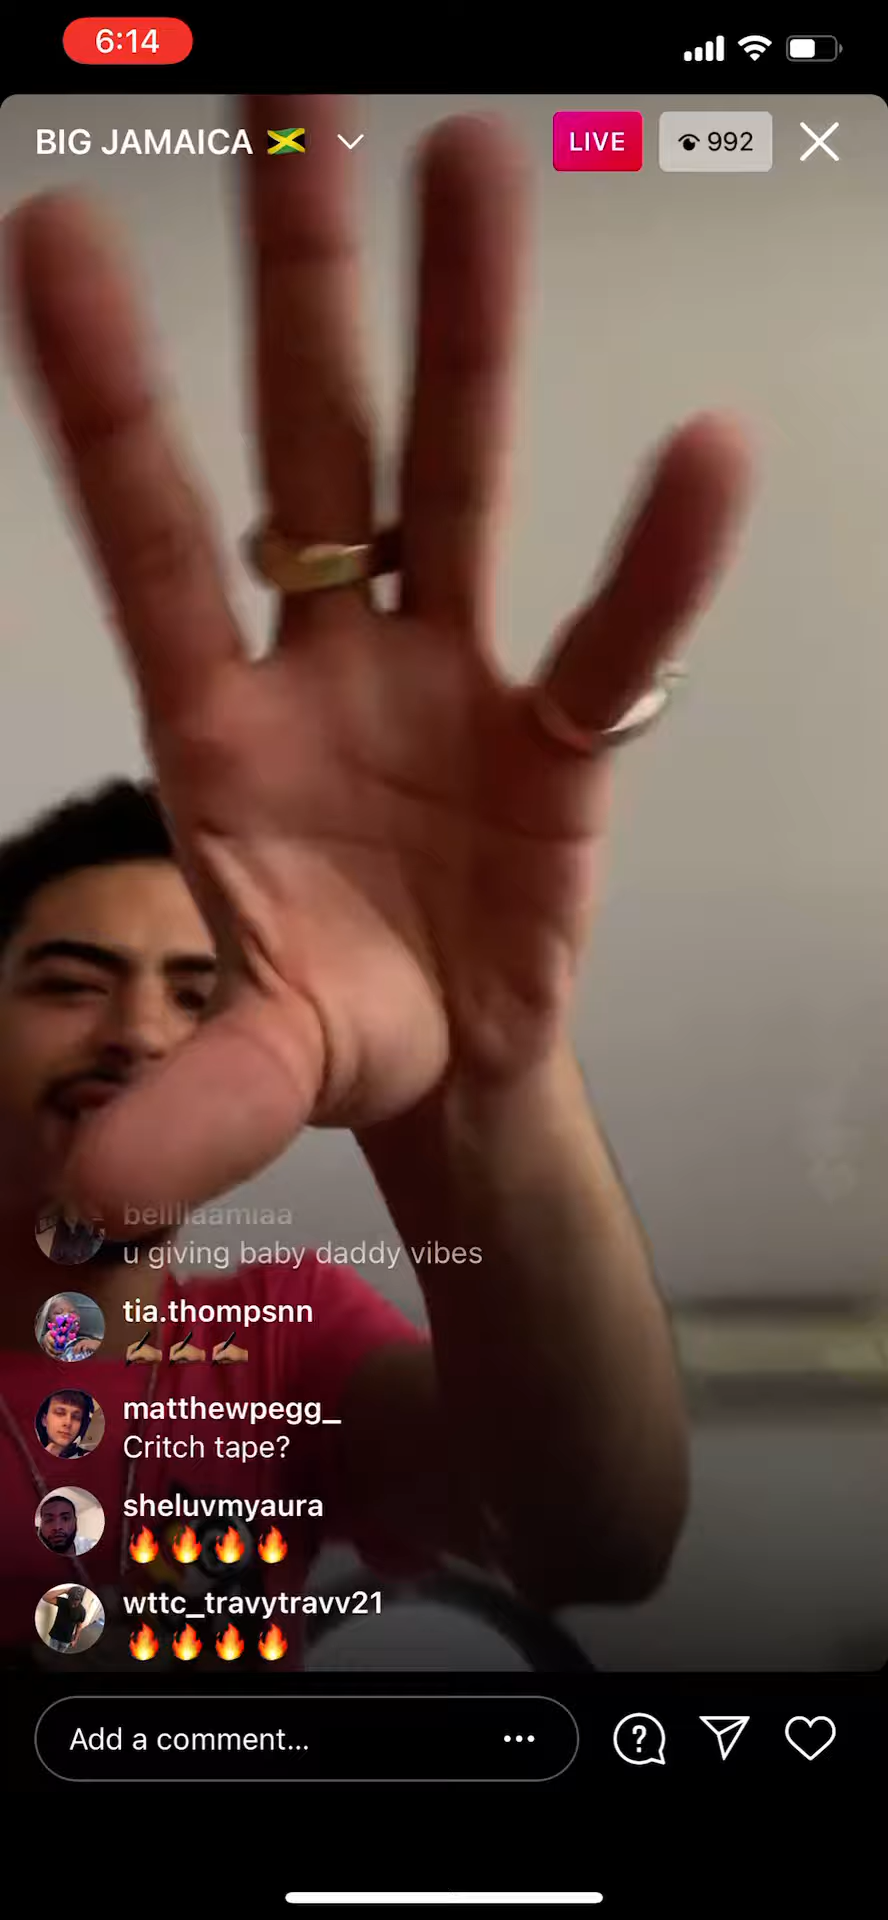 6:14
BIG JAMAICA 🇯🇲
LIVE
992
bellllaamiaa
u giving baby daddy vibes
tia.thompsnn
✍🏽✍🏽✍🏽
matthewpegg_
Critch tape?
sheluvmyaura
🔥🔥🔥🔥
wttc_travytravv21
🔥🔥🔥🔥
Add a comment...